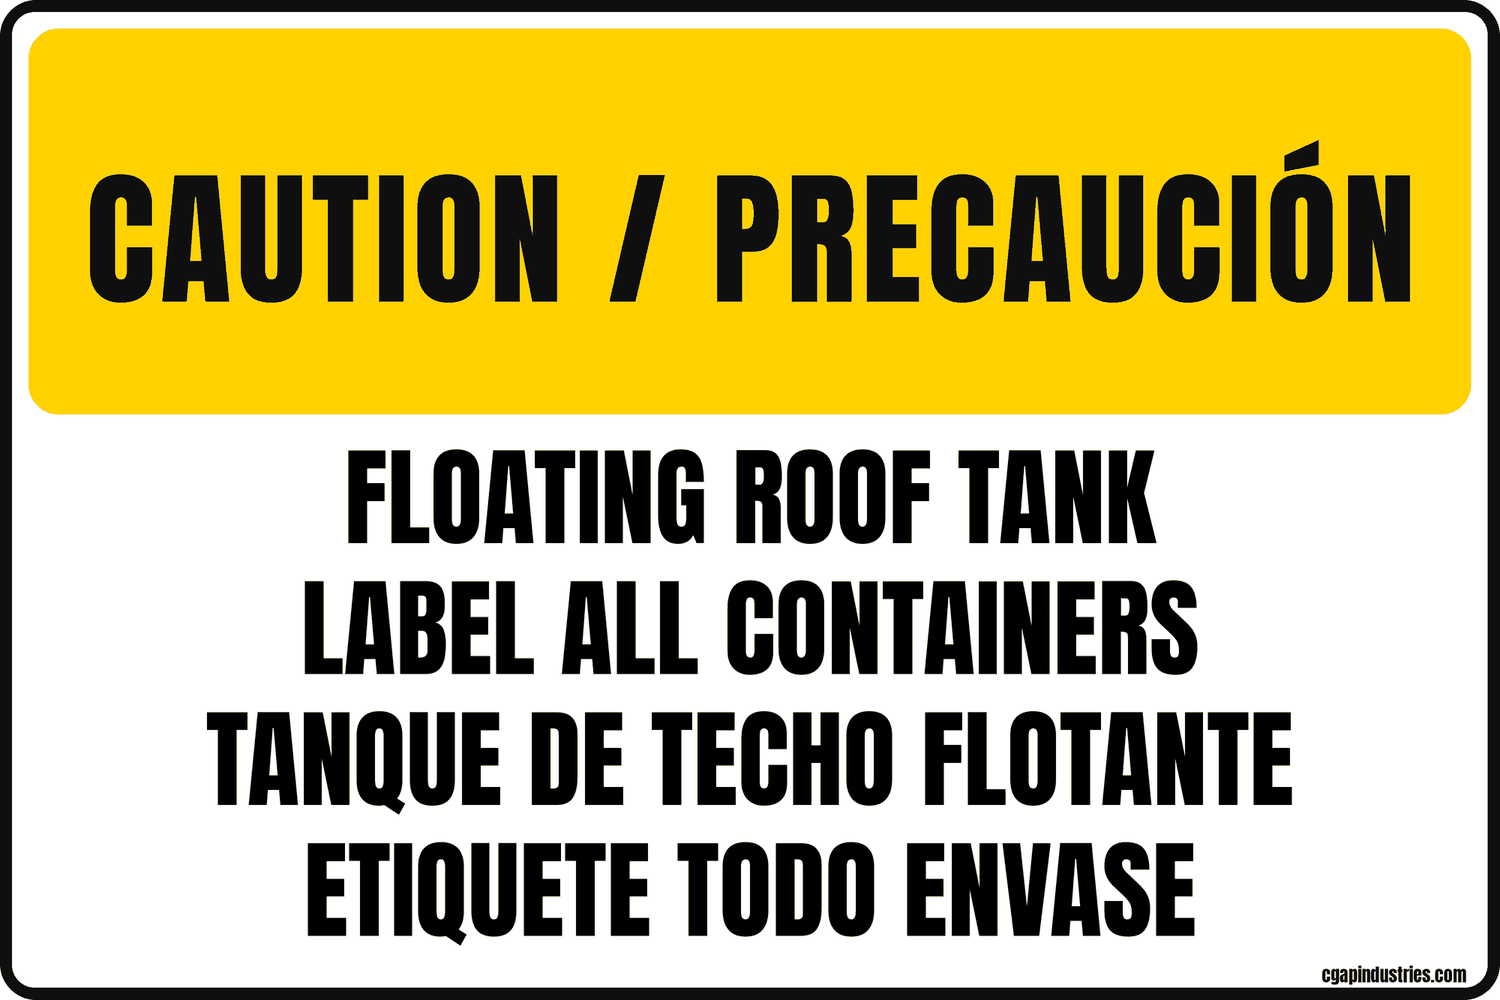 CAUTION / PRECAUCIÓN
FLOATING ROOF TANK
LABEL ALL CONTAINERS
TANQUE DE TECHO FLOTANTE
ETIQUETE TODO ENVASE
cgapindustries.com